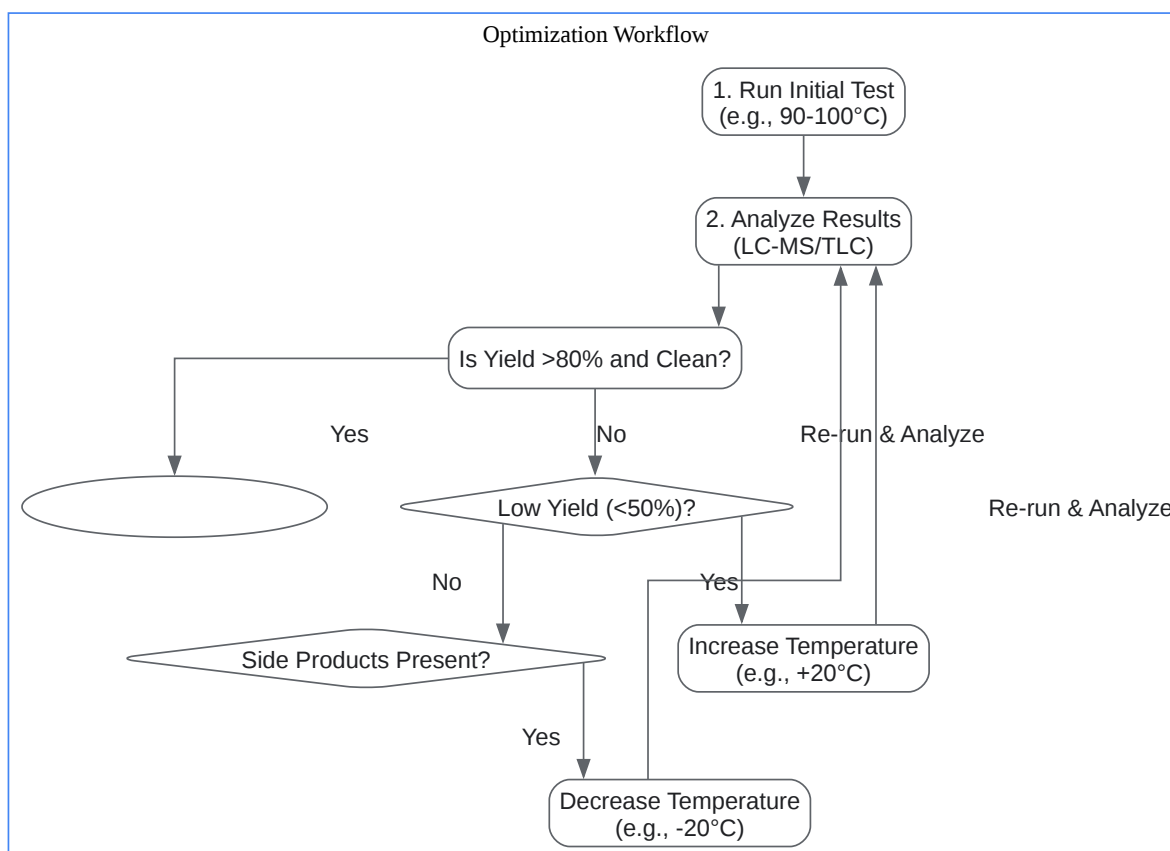 Optimization Workflow
1. Run Initial Test
(e.g., 90-100°C)
2. Analyze Results
(LC-MS/TLC)
Is Yield >80% and Clean?
Yes
No
Re-run & Analyze
Low Yield (<50%)?
Re-run & Analyze
No
Yes
Side Products Present?
Increase Temperature
(e.g., +20°C)
Yes
Decrease Temperature
(e.g., -20°C)